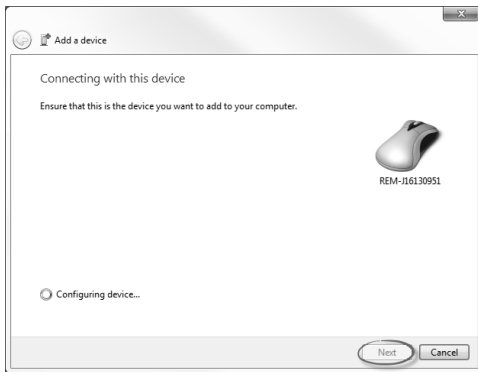 Add a device
Connecting with this device
Ensure that this is the device you want to add to your computer.
REM-J16130951
Configuring device...
Next Cancel